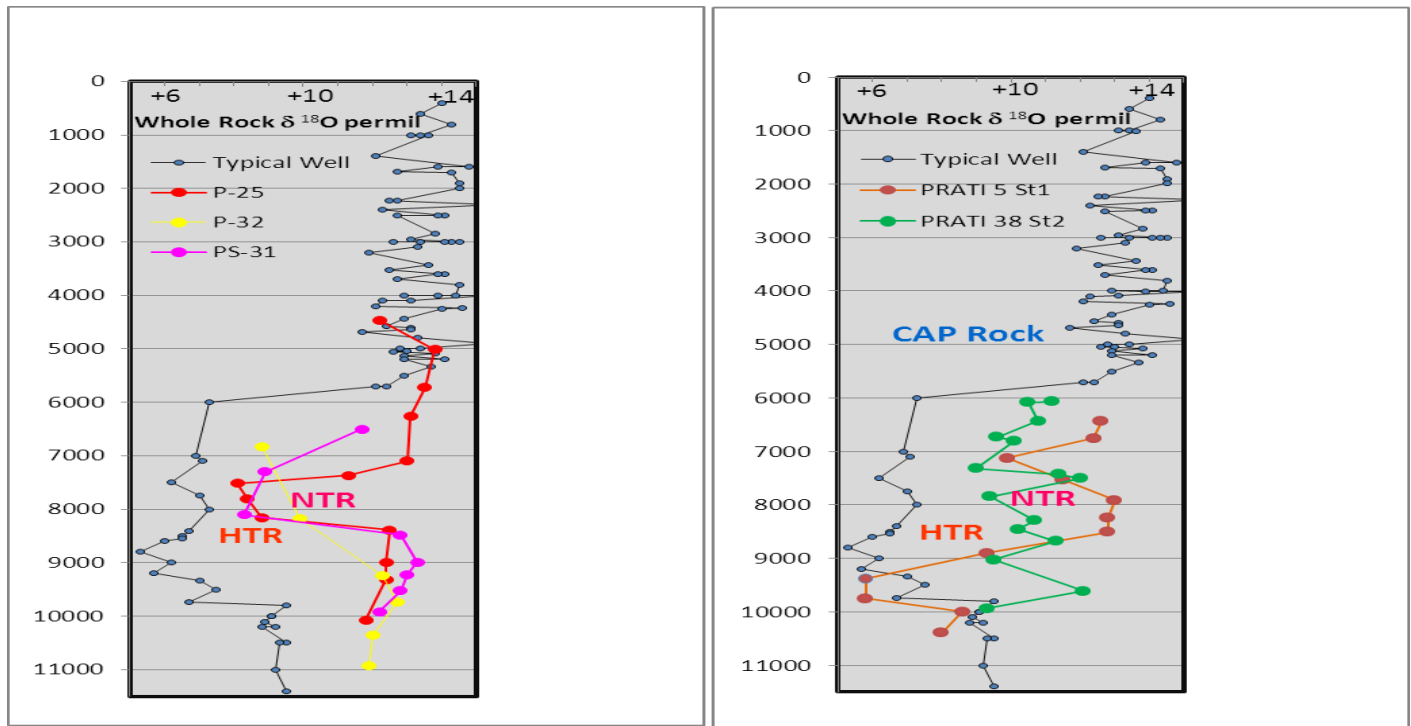 0
+6 +10 +14
Whole Rock δ ¹⁸O permil
1000
Typical Well
2000
P-25
P-32
3000
PS-31
4000
5000
6000
7000
NTR
8000
HTR
9000
10000
11000
0
+6 +10 +14
Whole Rock δ ¹⁸O permil
1000
Typical Well
2000
PRATI 5 St1
PRATI 38 St2
3000
4000
CAP Rock
5000
6000
7000
NTR
8000
HTR
9000
10000
11000